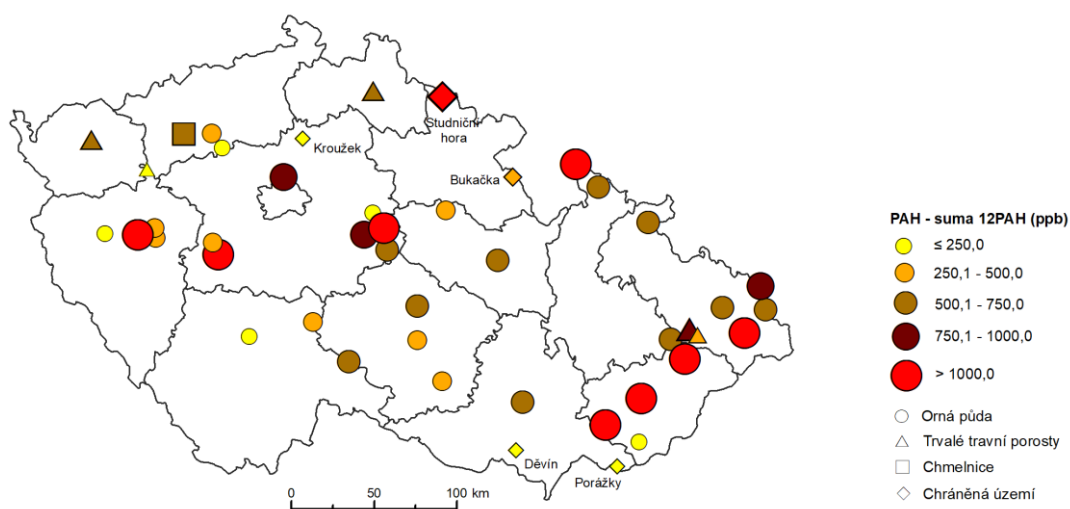 Studniční
hora
Kroužek
Bukačka
Děvín
Porážky
0 50 100 km
PAH - suma 12PAH (ppb)
≤ 250,0
250,1 - 500,0
500,1 - 750,0
750,1 - 1000,0
> 1000,0
Orná půda
Trvalé travní porosty
Chmelnice
Chráněná území